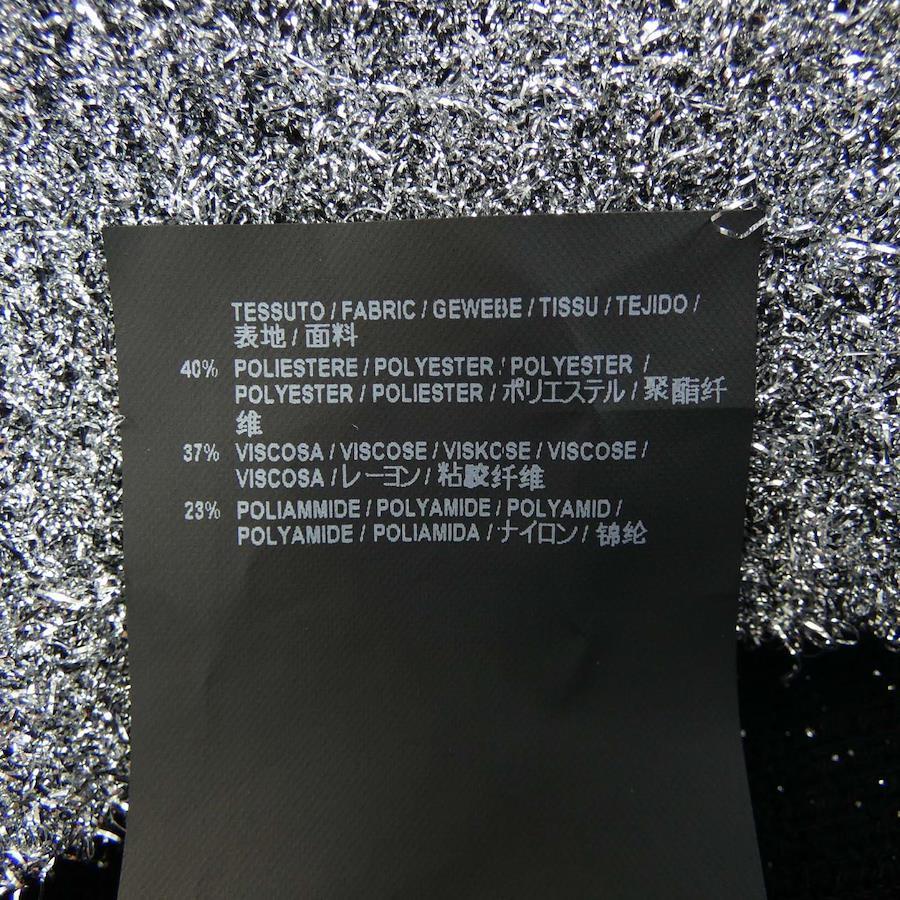 TESSUTO / FABRIC / GEWEBE / TISSU / TEJIDO /
表地 / 面料
40% POLIESTERE / POLYESTER / POLYESTER /
POLYESTER / POLIESTER / ポリエステル / 聚酯纤
维
37% VISCOSA / VISCOSE / VISKOSE / VISCOSE /
VISCOSA / レーヨン / 粘胶纤维
23% POLIAMMIDE / POLYAMIDE / POLYAMID /
POLYAMIDE / POLIAMIDA / ナイロン / 锦纶